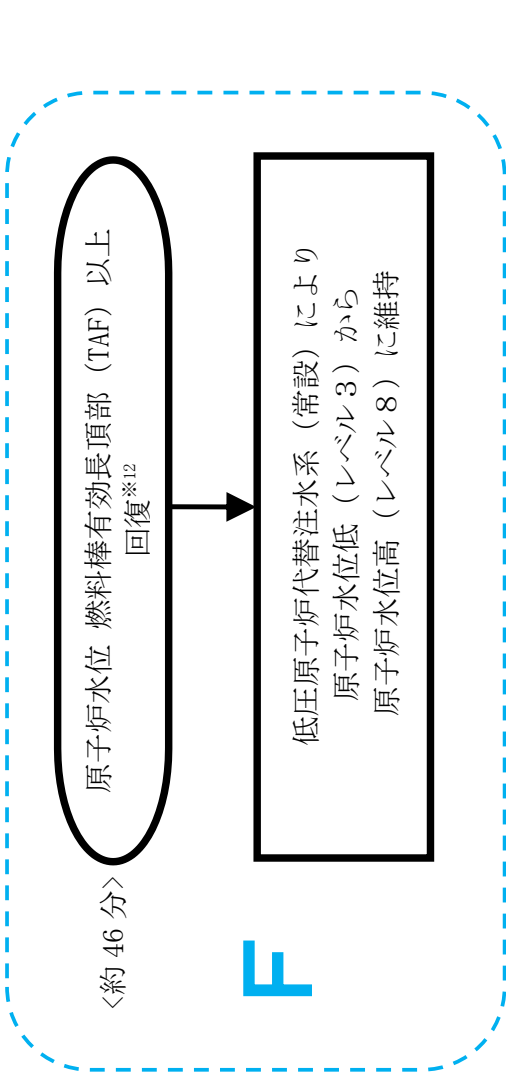 <約 46 分>
原子炉水位 燃料棒有効長頂部（TAF）以上
回復※12
F
低圧原子炉代替注水系（常設）により
原子炉水位低（レベル３）から
原子炉水位高（レベル８）に維持